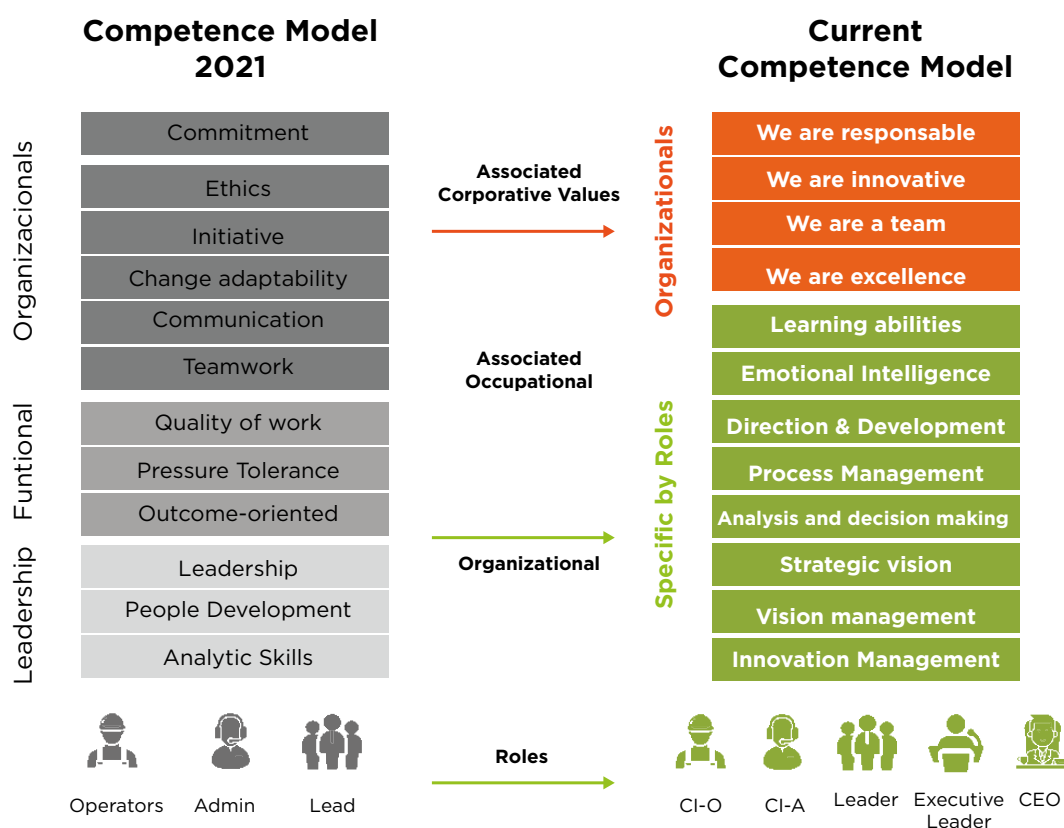 Competence Model
2021
Organizacionals
Commitment
Ethics
Initiative
Change adaptability
Communication
Teamwork
Funtional
Quality of work
Pressure Tolerance
Outcome-oriented
Leadership
Leadership
People Development
Analytic Skills
Operators
Admin
Lead
Associated
Corporative Values
Associated
Occupational
Organizational
Roles
Current
Competence Model
Organizationals
We are responsable
We are innovative
We are a team
We are excellence
Specific by Roles
Learning abilities
Emotional Intelligence
Direction & Development
Process Management
Analysis and decision making
Strategic vision
Vision management
Innovation Management
CI-O
CI-A
Leader
Executive
Leader
CEO